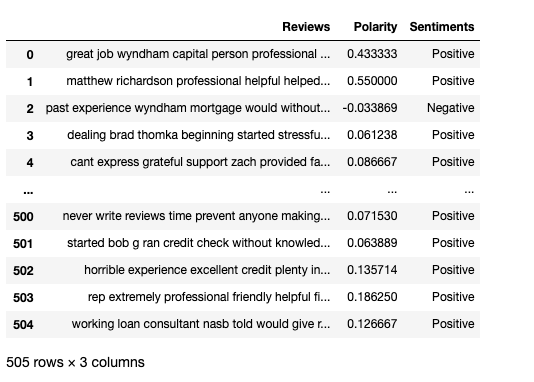 Reviews Polarity Sentiments
0 great job wyndham capital person professional ... 0.433333 Positive
1 matthew richardson professional helpful helped... 0.550000 Positive
2 past experience wyndham mortgage would without... -0.033869 Negative
3 dealing brad thomka beginning started stressfu... 0.061238 Positive
4 cant express grateful support zach provided fa... 0.086667 Positive
... ... ... ...
500 never write reviews time prevent anyone making... 0.071530 Positive
501 started bob g ran credit check without knowled... 0.063889 Positive
502 horrible experience excellent credit plenty in... 0.135714 Positive
503 rep extremely professional friendly helpful fi... 0.186250 Positive
504 working loan consultant nasb told would give r... 0.126667 Positive
505 rows × 3 columns